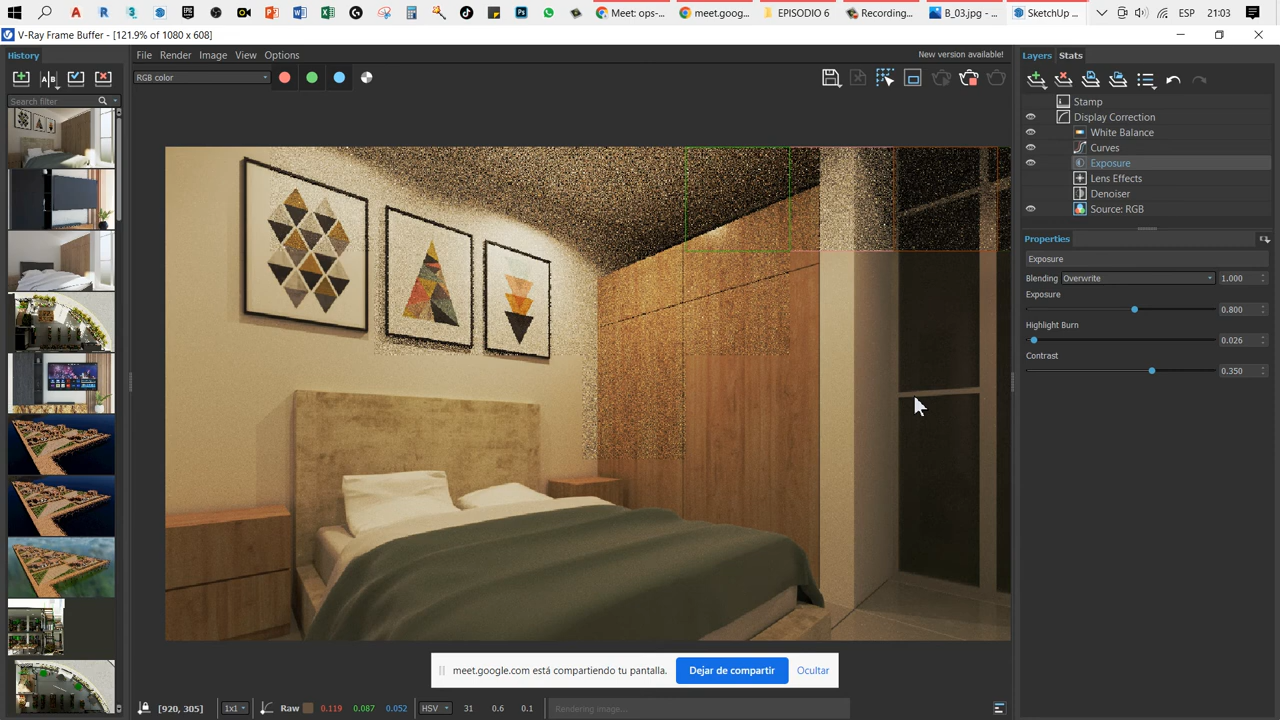 Meet: ops-...
meet.goog...
EPISODIO 6
Recording...
B_03.jpg - ...
SketchUp ...
ESP
21:03
V-Ray Frame Buffer - [121.9% of 1080 x 608]
History
File Render Image View Options
New version available!
Layers Stats
RGB color
Search filter
Stamp
Display Correction
White Balance
Curves
Exposure
Lens Effects
Denoiser
Source: RGB
Properties
Exposure
Blending Overwrite 1.000
Exposure
0.800
Highlight Burn
0.026
Contrast
0.350
meet.google.com está compartiendo tu pantalla. Dejar de compartir Ocultar
[920, 305] 1x1 Raw 0.119 0.087 0.052 HSV 31 0.6 0.1 Rendering image...